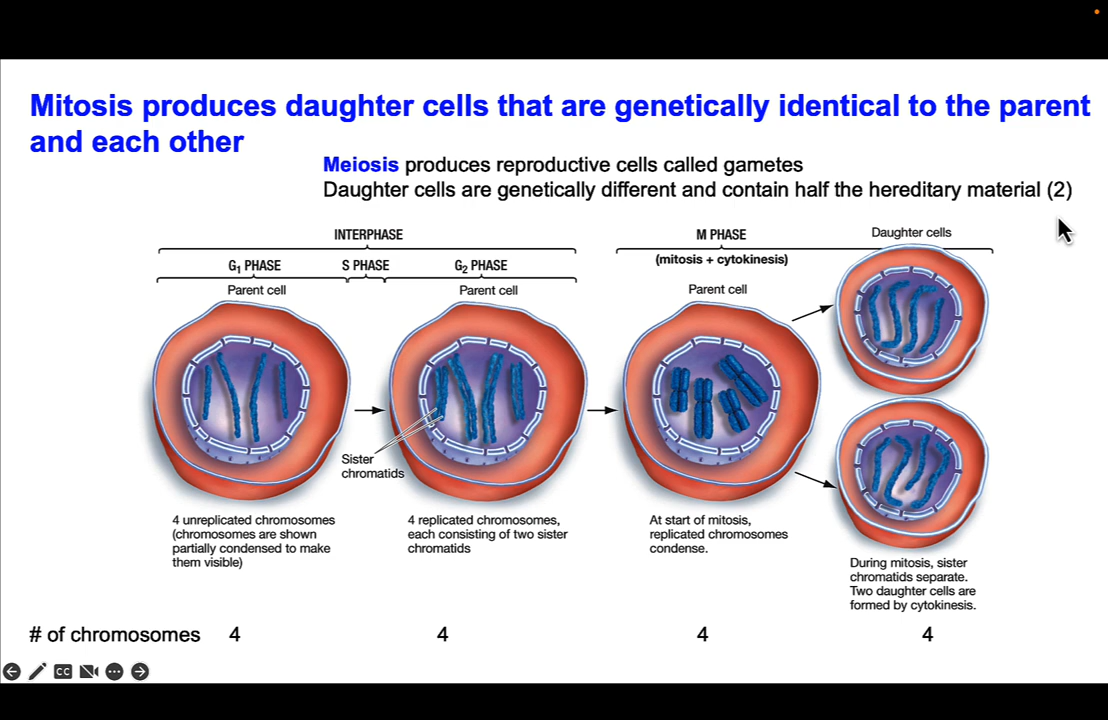 Mitosis produces daughter cells that are genetically identical to the parent
and each other
Meiosis produces reproductive cells called gametes
Daughter cells are genetically different and contain half the hereditary material (2)
INTERPHASE
M PHASE
Daughter cells
(mitosis + cytokinesis)
G1 PHASE
S PHASE
G2 PHASE
Parent cell
Parent cell
Parent cell
Sister
chromatids
4 unreplicated chromosomes
(chromosomes are shown
partially condensed to make
them visible)
4 replicated chromosomes,
each consisting of two sister
chromatids
At start of mitosis,
replicated chromosomes
condense.
During mitosis, sister
chromatids separate.
Two daughter cells are
formed by cytokinesis.
# of chromosomes 4 4 4 4
CC